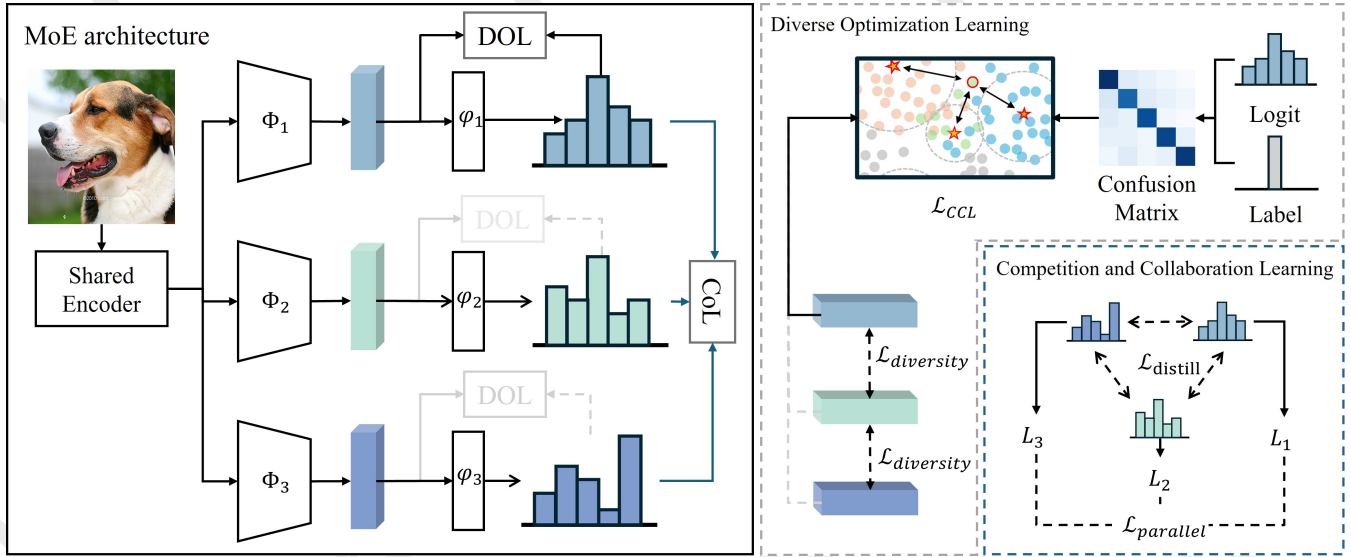 MoE architecture
DOL
Φ1
φ1
Shared
Encoder
DOL
Φ2
φ2
CoL
DOL
Φ3
φ3
Diverse Optimization Learning
Logit
Label
Confusion
Matrix
ℒCCL
ℒdiversity
ℒdiversity
Competition and Collaboration Learning
ℒdistill
L3
L1
L2
ℒparallel